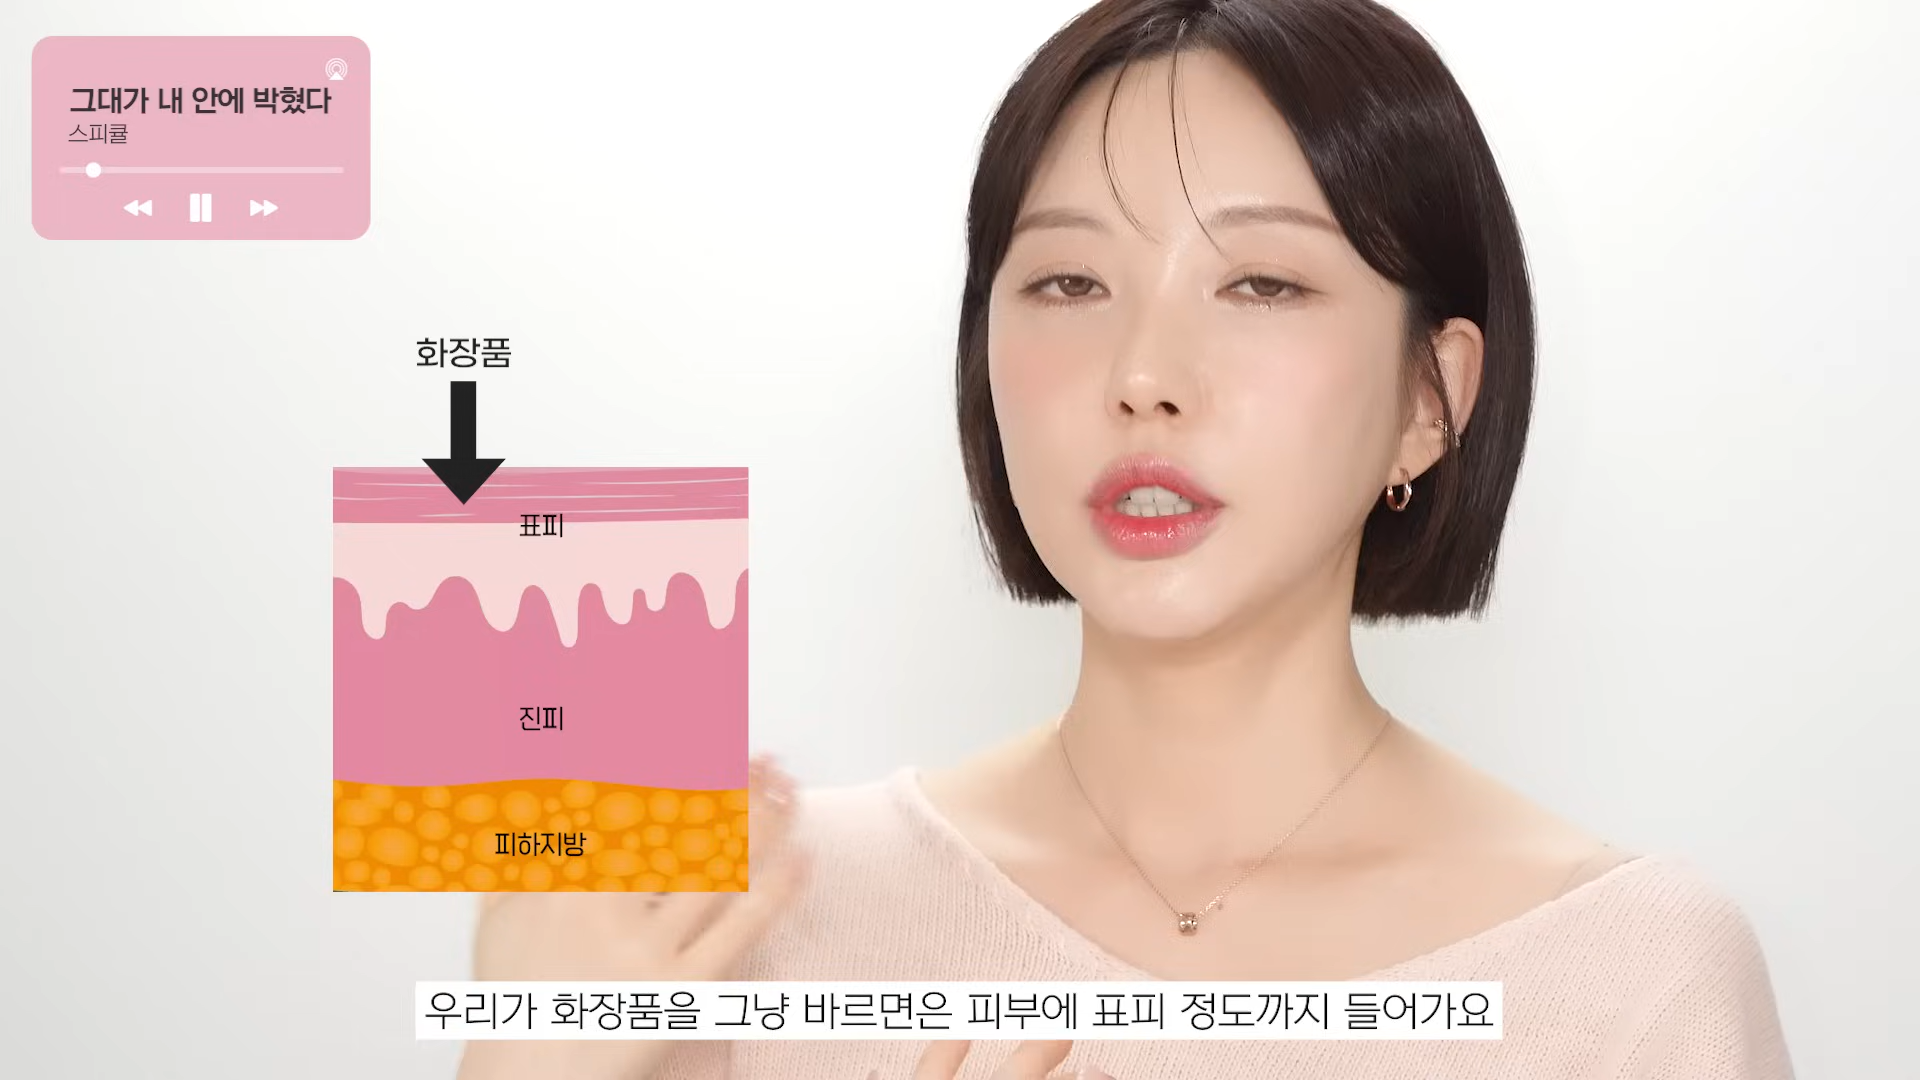 그대가 내 안에 박혔다
스피큘
화장품
표피
진피
피하지방
우리가 화장품을 그냥 바르면은 피부에 표피 정도까지 들어가요